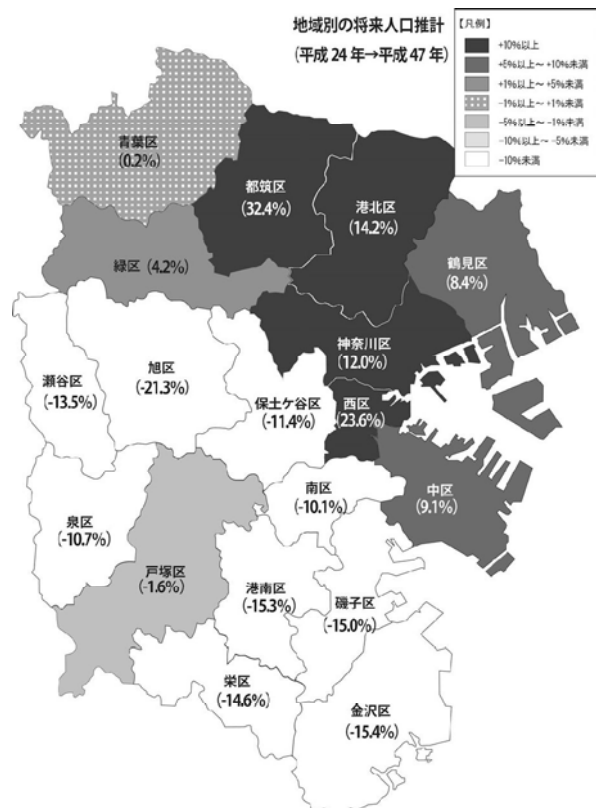 地域別の将来人口推計
(平成24年→平成47年)
【凡例】
+10%以上
+5%以上～+10%未満
+1%以上～+5%未満
-1%以上～+1%未満
-5%以上～-1%未満
-10%以上～-5%未満
-10%未満
青葉区
(0.2%)
都筑区
(32.4%)
港北区
(14.2%)
鶴見区
(8.4%)
緑区(4.2%)
神奈川区
(12.0%)
瀬谷区
(-13.5%)
旭区
-21.3%)
保土ケ谷区
-11.4%)
西区
(23.6%)
南区
-10.1%)
中区
(9.1%)
泉区
(-10.7%)
戸塚区
(-1.6%)
港南区
-15.3%)
磯子区
(-15.0%)
栄区
-14.6%)
金沢区
(-15.4%)